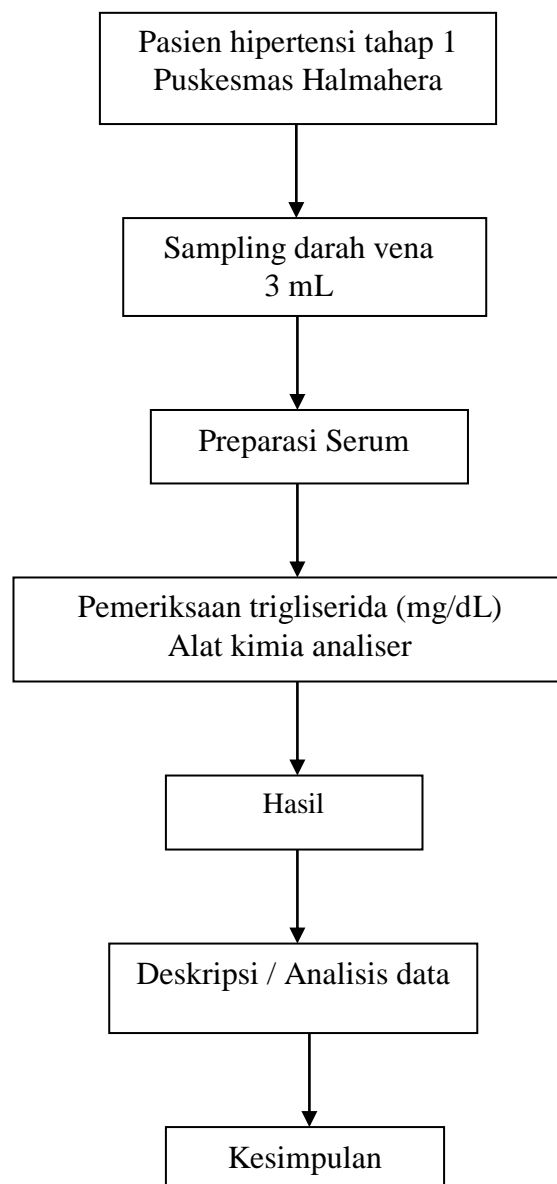 Pasien hipertensi tahap 1
Puskesmas Halmahera
Sampling darah vena
3 mL
Preparasi Serum
Pemeriksaan trigliserida (mg/dL)
Alat kimia analiser
Hasil
Deskripsi / Analisis data
Kesimpulan